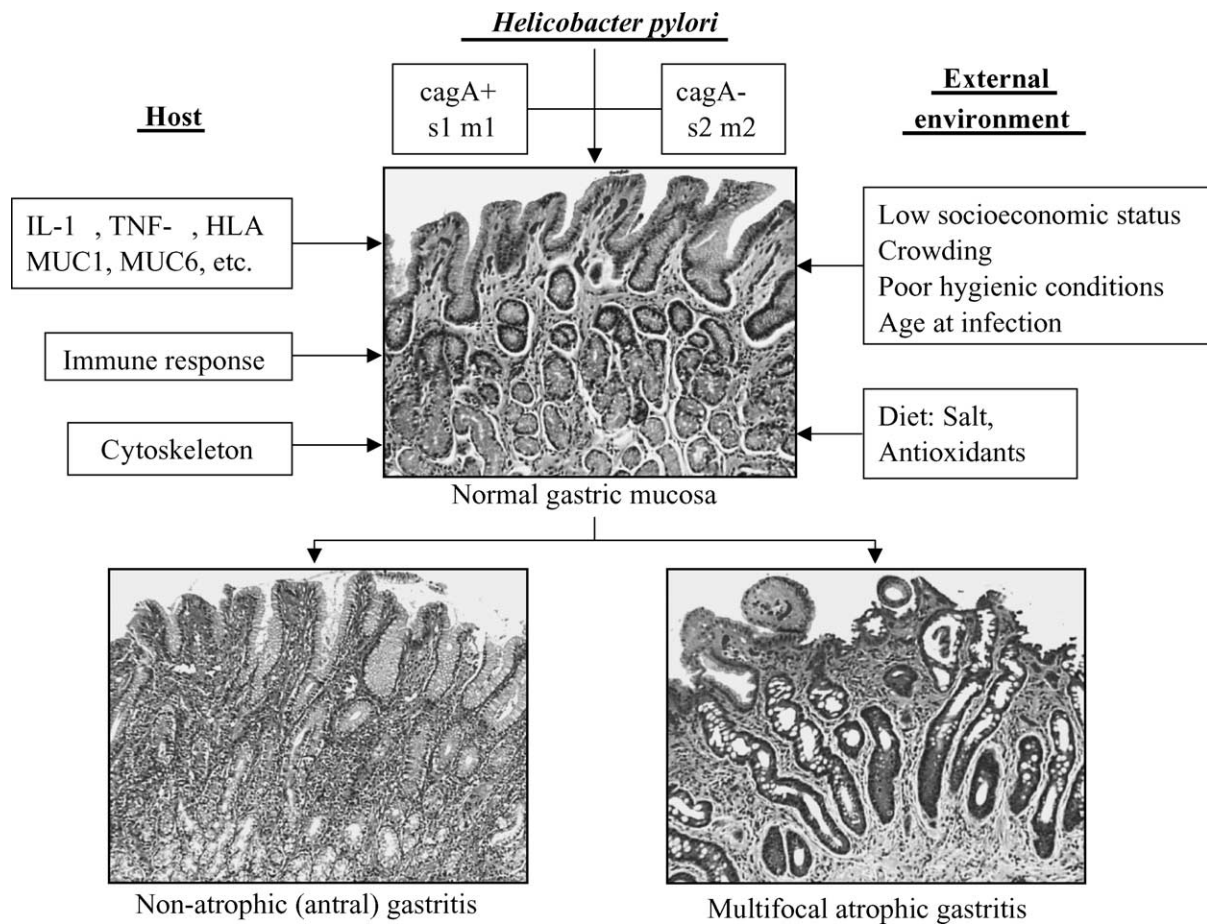 Helicobacter pylori
cagA+
s1 m1
cagA-
s2 m2
Host
External
environment
IL-1 , TNF- , HLA
MUC1, MUC6, etc.
Immune response
Cytoskeleton
Low socioeconomic status
Crowding
Poor hygienic conditions
Age at infection
Diet: Salt,
Antioxidants
Normal gastric mucosa
Non-atrophic (antral) gastritis
Multifocal atrophic gastritis